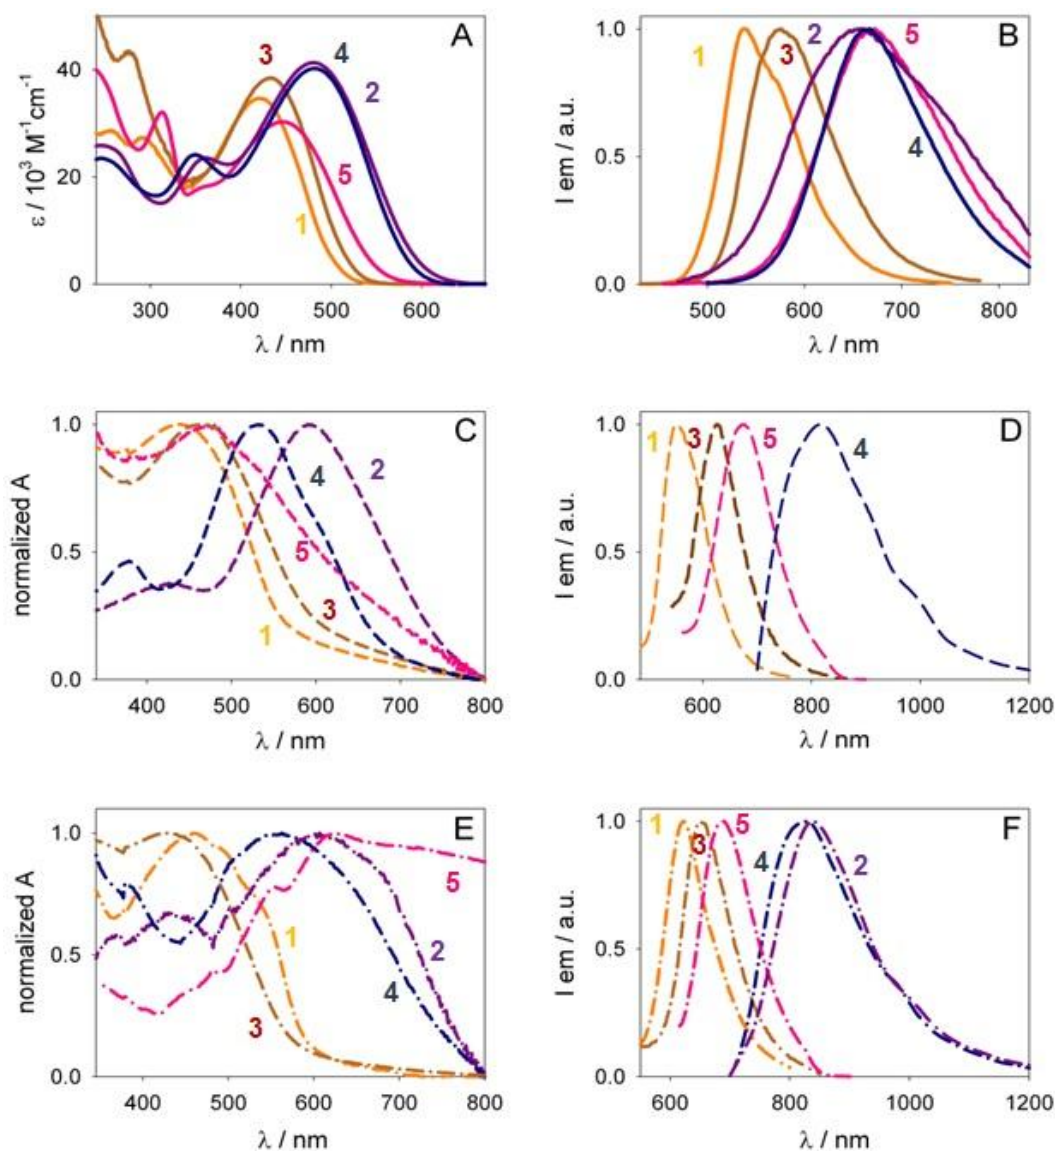 A
3
4
2
5
1
ε / 10³ M⁻¹cm⁻¹
40
20
0
300 400 500 600
λ / nm
B
1
3
2
5
4
I em / a.u.
1.0
0.5
0.0
500 600 700 800
λ / nm
C
4
2
5
3
1
normalized A
1.0
0.5
0.0
400 500 600 700 800
λ / nm
D
1
3
5
4
I em / a.u.
1.0
0.5
0.0
600 800 1000 1200
λ / nm
E
5
1
2
4
3
normalized A
1.0
0.5
0.0
400 500 600 700 800
λ / nm
F
1
3
5
4
2
I em / a.u.
1.0
0.5
0.0
600 800 1000 1200
λ / nm